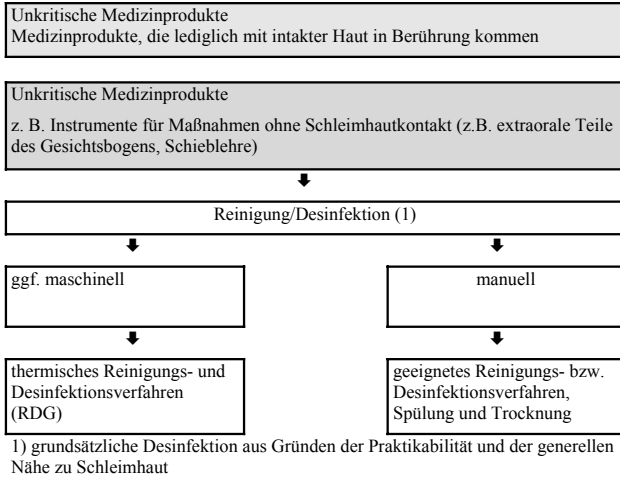 Unkritische Medizinprodukte
Medizinprodukte, die lediglich mit intakter Haut in Berührung kommen
Unkritische Medizinprodukte
z. B. Instrumente für Maßnahmen ohne Schleimhautkontakt (z.B. extraorale Teile
des Gesichtsbogens, Schieblehre)
Reinigung/Desinfektion (1)
ggf. maschinell
manuell
thermisches Reinigungs- und
Desinfektionsverfahren
(RDG)
geeignetes Reinigungs- bzw.
Desinfektionsverfahren,
Spülung und Trocknung
1) grundsätzliche Desinfektion aus Gründen der Praktikabilität und der generellen
Nähe zu Schleimhaut